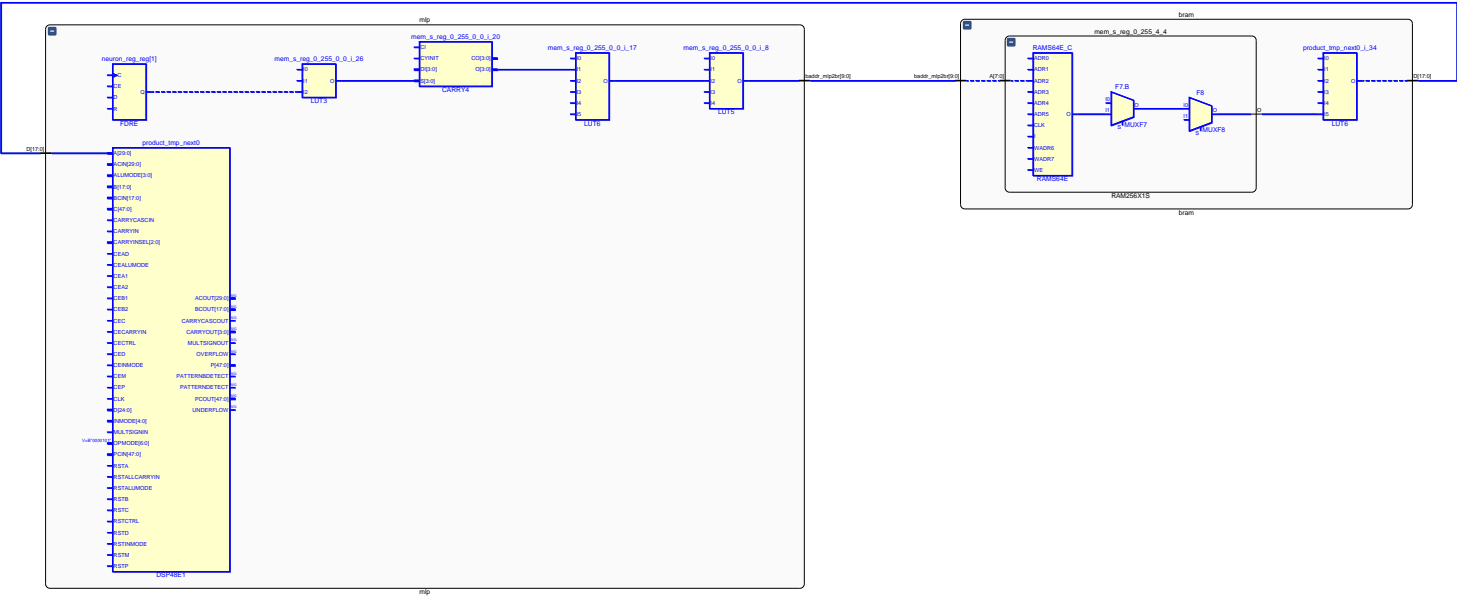 mlp
bram
mem_s_reg_0_255_4_4
neuron_reg_reg[1]
C
CE
D
R
Q
FDRE
mem_s_reg_0_255_0_0_i_26
I0
I1
I2
O
LUT3
mem_s_reg_0_255_0_0_i_20
CI
CYINIT
DI[3:0]
S[3:0]
CO[3:0]
O[3:0]
CARRY4
mem_s_reg_0_255_0_0_i_17
I0
I1
I2
I3
I4
I5
O
LUT6
mem_s_reg_0_255_0_0_i_8
I0
I1
I2
I3
I4
O
LUT5
baddr_mlp2br[9:0]
baddr_mlp2br[9:0]
A[7:0]
RAMS64E_C
ADR0
ADR1
ADR2
ADR3
ADR4
ADR5
CLK
I
WADR6
WADR7
WE
O
RAMS64E
F7.B
I0
I1
O
S
MUXF7
F8
I0
I1
O
S
MUXF8
O
RAM256X1S
product_tmp_next0_i_34
I0
I1
I2
I3
I4
I5
O
LUT6
D[17:0]
bram
D[17:0]
product_tmp_next0
A[29:0]
ACIN[29:0]
ALUMODE[3:0]
B[17:0]
BCIN[17:0]
C[47:0]
CARRYCASCIN
CARRYIN
CARRYINSEL[2:0]
CEAD
CEALUMODE
CEA1
CEA2
CEB1
CEB2
CEC
CECARRYIN
CECTRL
CED
CEINMODE
CEM
CEP
CLK
D[24:0]
INMODE[4:0]
MULTSIGNIN
OPMODE[6:0]
PCIN[47:0]
RSTA
RSTALLCARRYIN
RSTALUMODE
RSTB
RSTC
RSTCTRL
RSTD
RSTINMODE
RSTM
RSTP
ACOUT[29:0]
BCOUT[17:0]
CARRYCASCOUT
CARRYOUT[3:0]
MULTSIGNOUT
OVERFLOW
P[47:0]
PATTERNBDETECT
PATTERNDETECT
PCOUT[47:0]
UNDERFLOW
DSP48E1
mlp